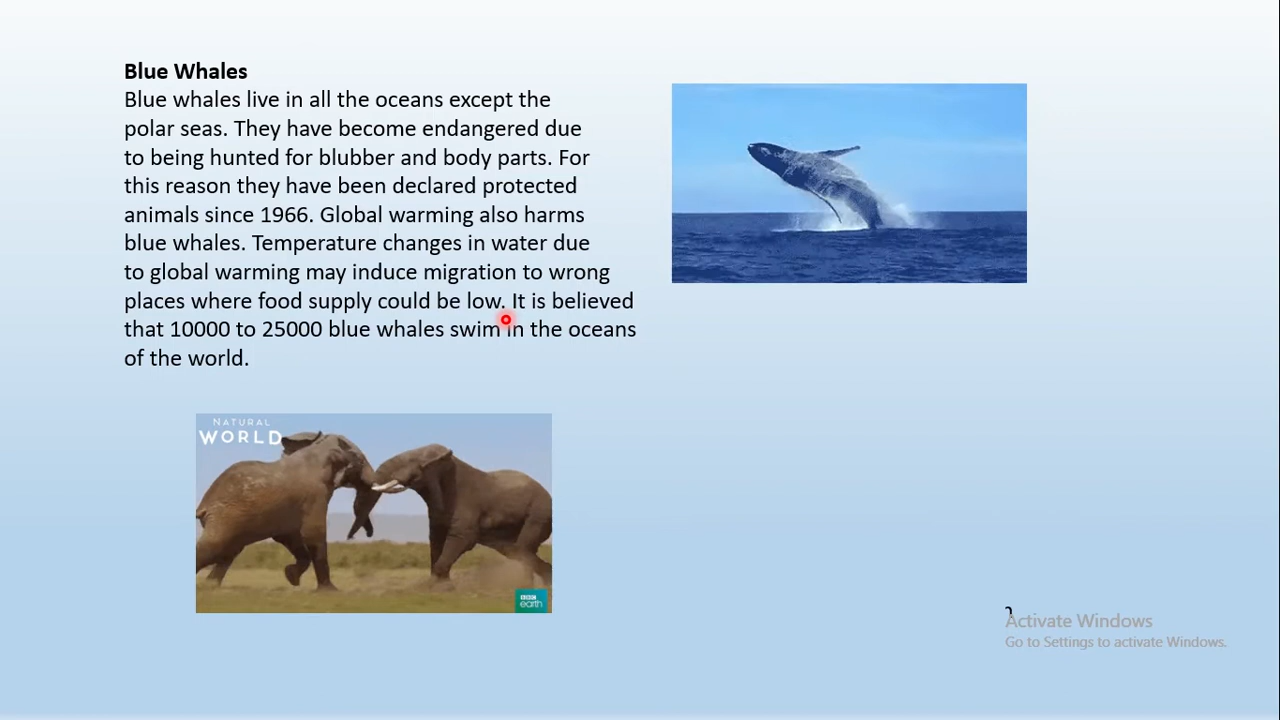 Blue Whales
Blue whales live in all the oceans except the
polar seas. They have become endangered due
to being hunted for blubber and body parts. For
this reason they have been declared protected
animals since 1966. Global warming also harms
blue whales. Temperature changes in water due
to global warming may induce migration to wrong
places where food supply could be low. It is believed
that 10000 to 25000 blue whales swim in the oceans
of the world.
NATURAL
WORLD
BBC
earth
Activate Windows
Go to Settings to activate Windows.